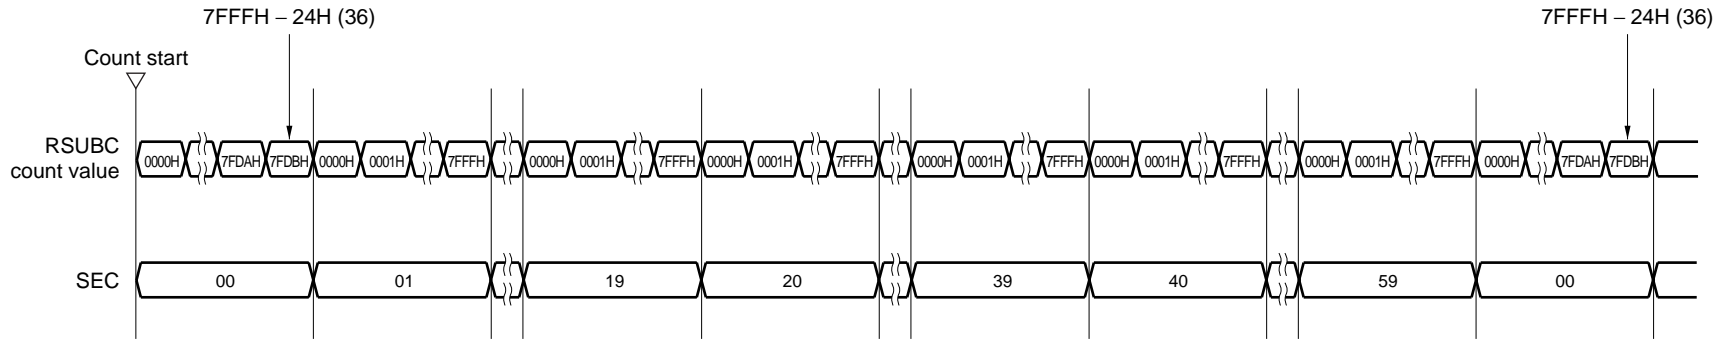 7FFFH – 24H (36) 7FFFH – 24H (36)
Count start
RSUBC
count value
0000H 7FDAH 7FDBH 0000H 0001H 7FFFH 0000H 0001H 7FFFH 0000H 0001H 7FFFH 0000H 0001H 7FFFH 0000H 0001H 7FFFH 0000H 0001H 7FFFH 0000H 7FDAH 7FDBH
SEC 00 01 19 20 39 40 59 00